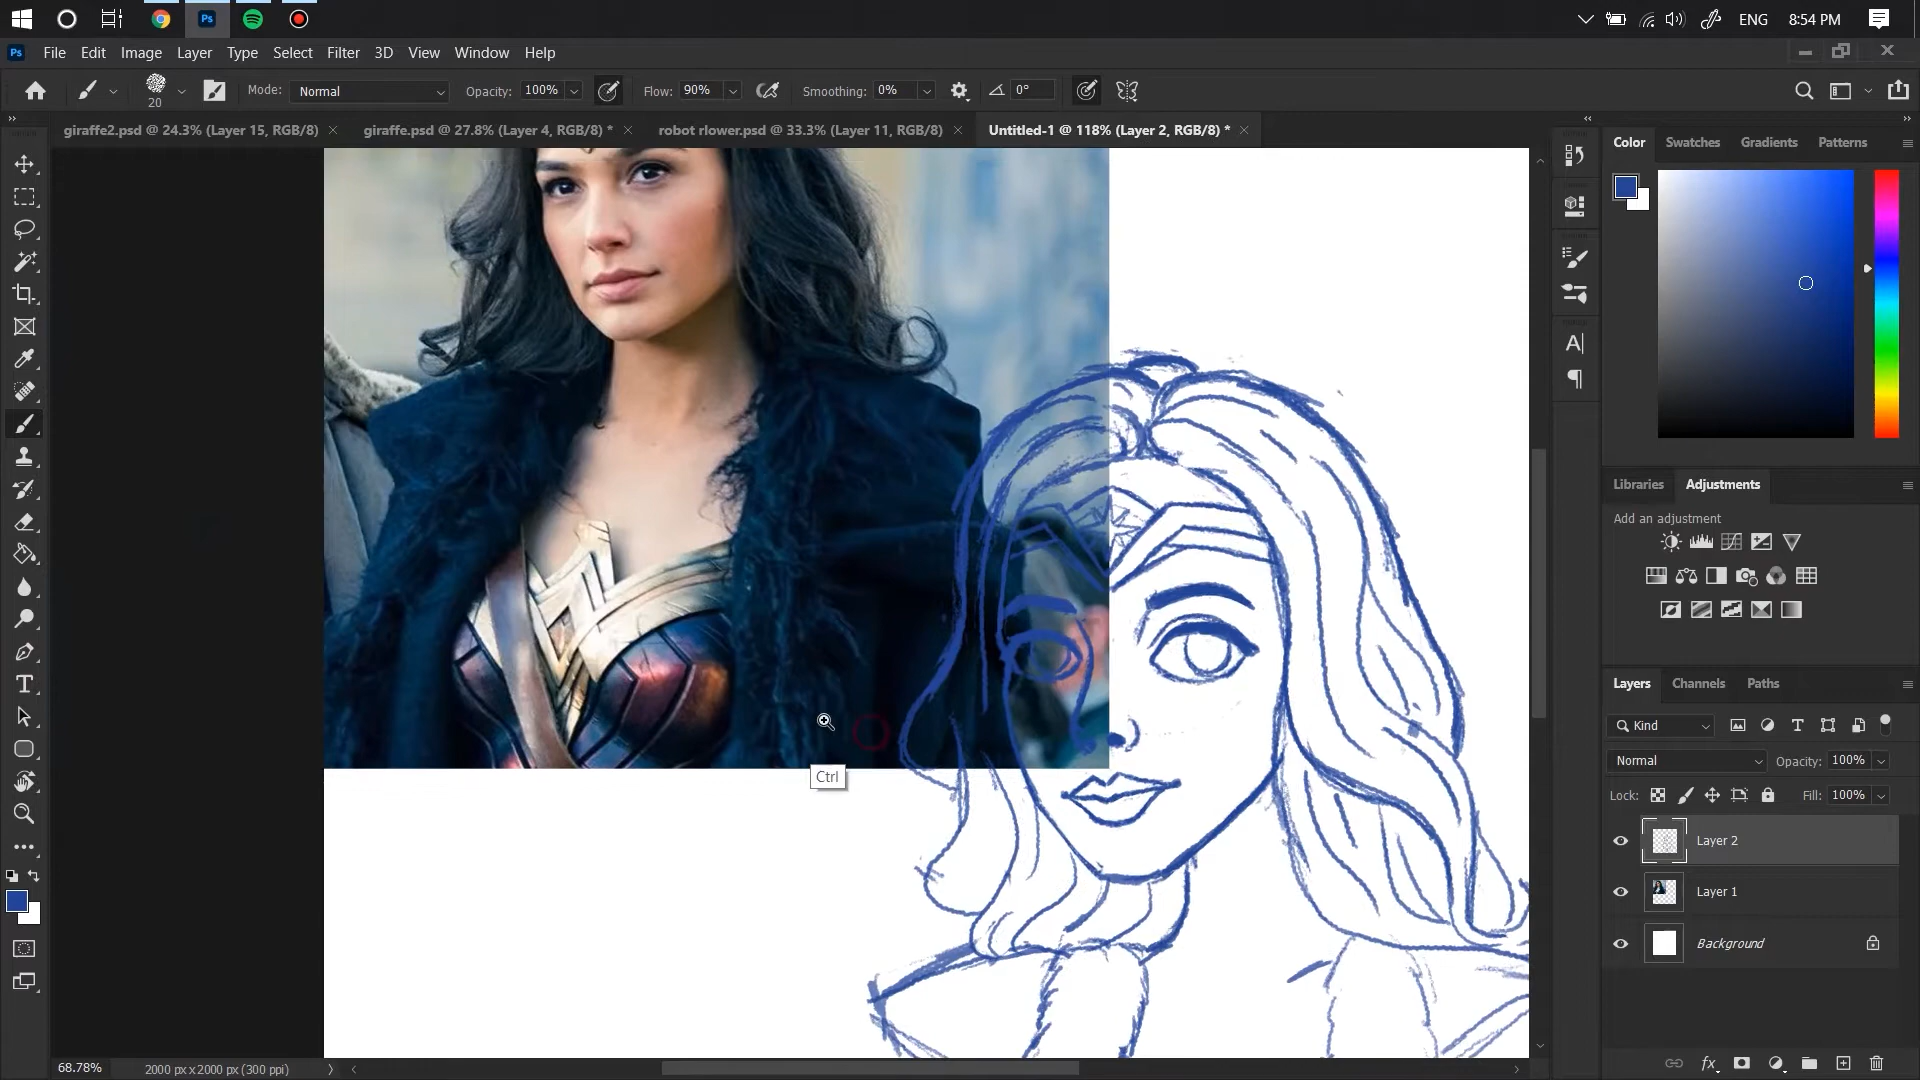 ENG 8:54 PM
Ps File Edit Image Layer Type Select Filter 3D View Window Help
20 Mode: Normal Opacity: 100% Flow: 90% Smoothing: 0% 0°
giraffe2.psd @ 24.3% (Layer 15, RGB/8) giraffe.psd @ 27.8% (Layer 4, RGB/8) * robot rlower.psd @ 33.3% (Layer 11, RGB/8) Untitled-1 @ 118% (Layer 2, RGB/8) *
Color Swatches Gradients Patterns
Libraries Adjustments
Add an adjustment
Layers Channels Paths
Kind
Normal Opacity: 100%
Lock: Fill: 100%
Layer 2
Layer 1
Background
Ctrl
68.78% 2000 px x 2000 px (300 ppi)